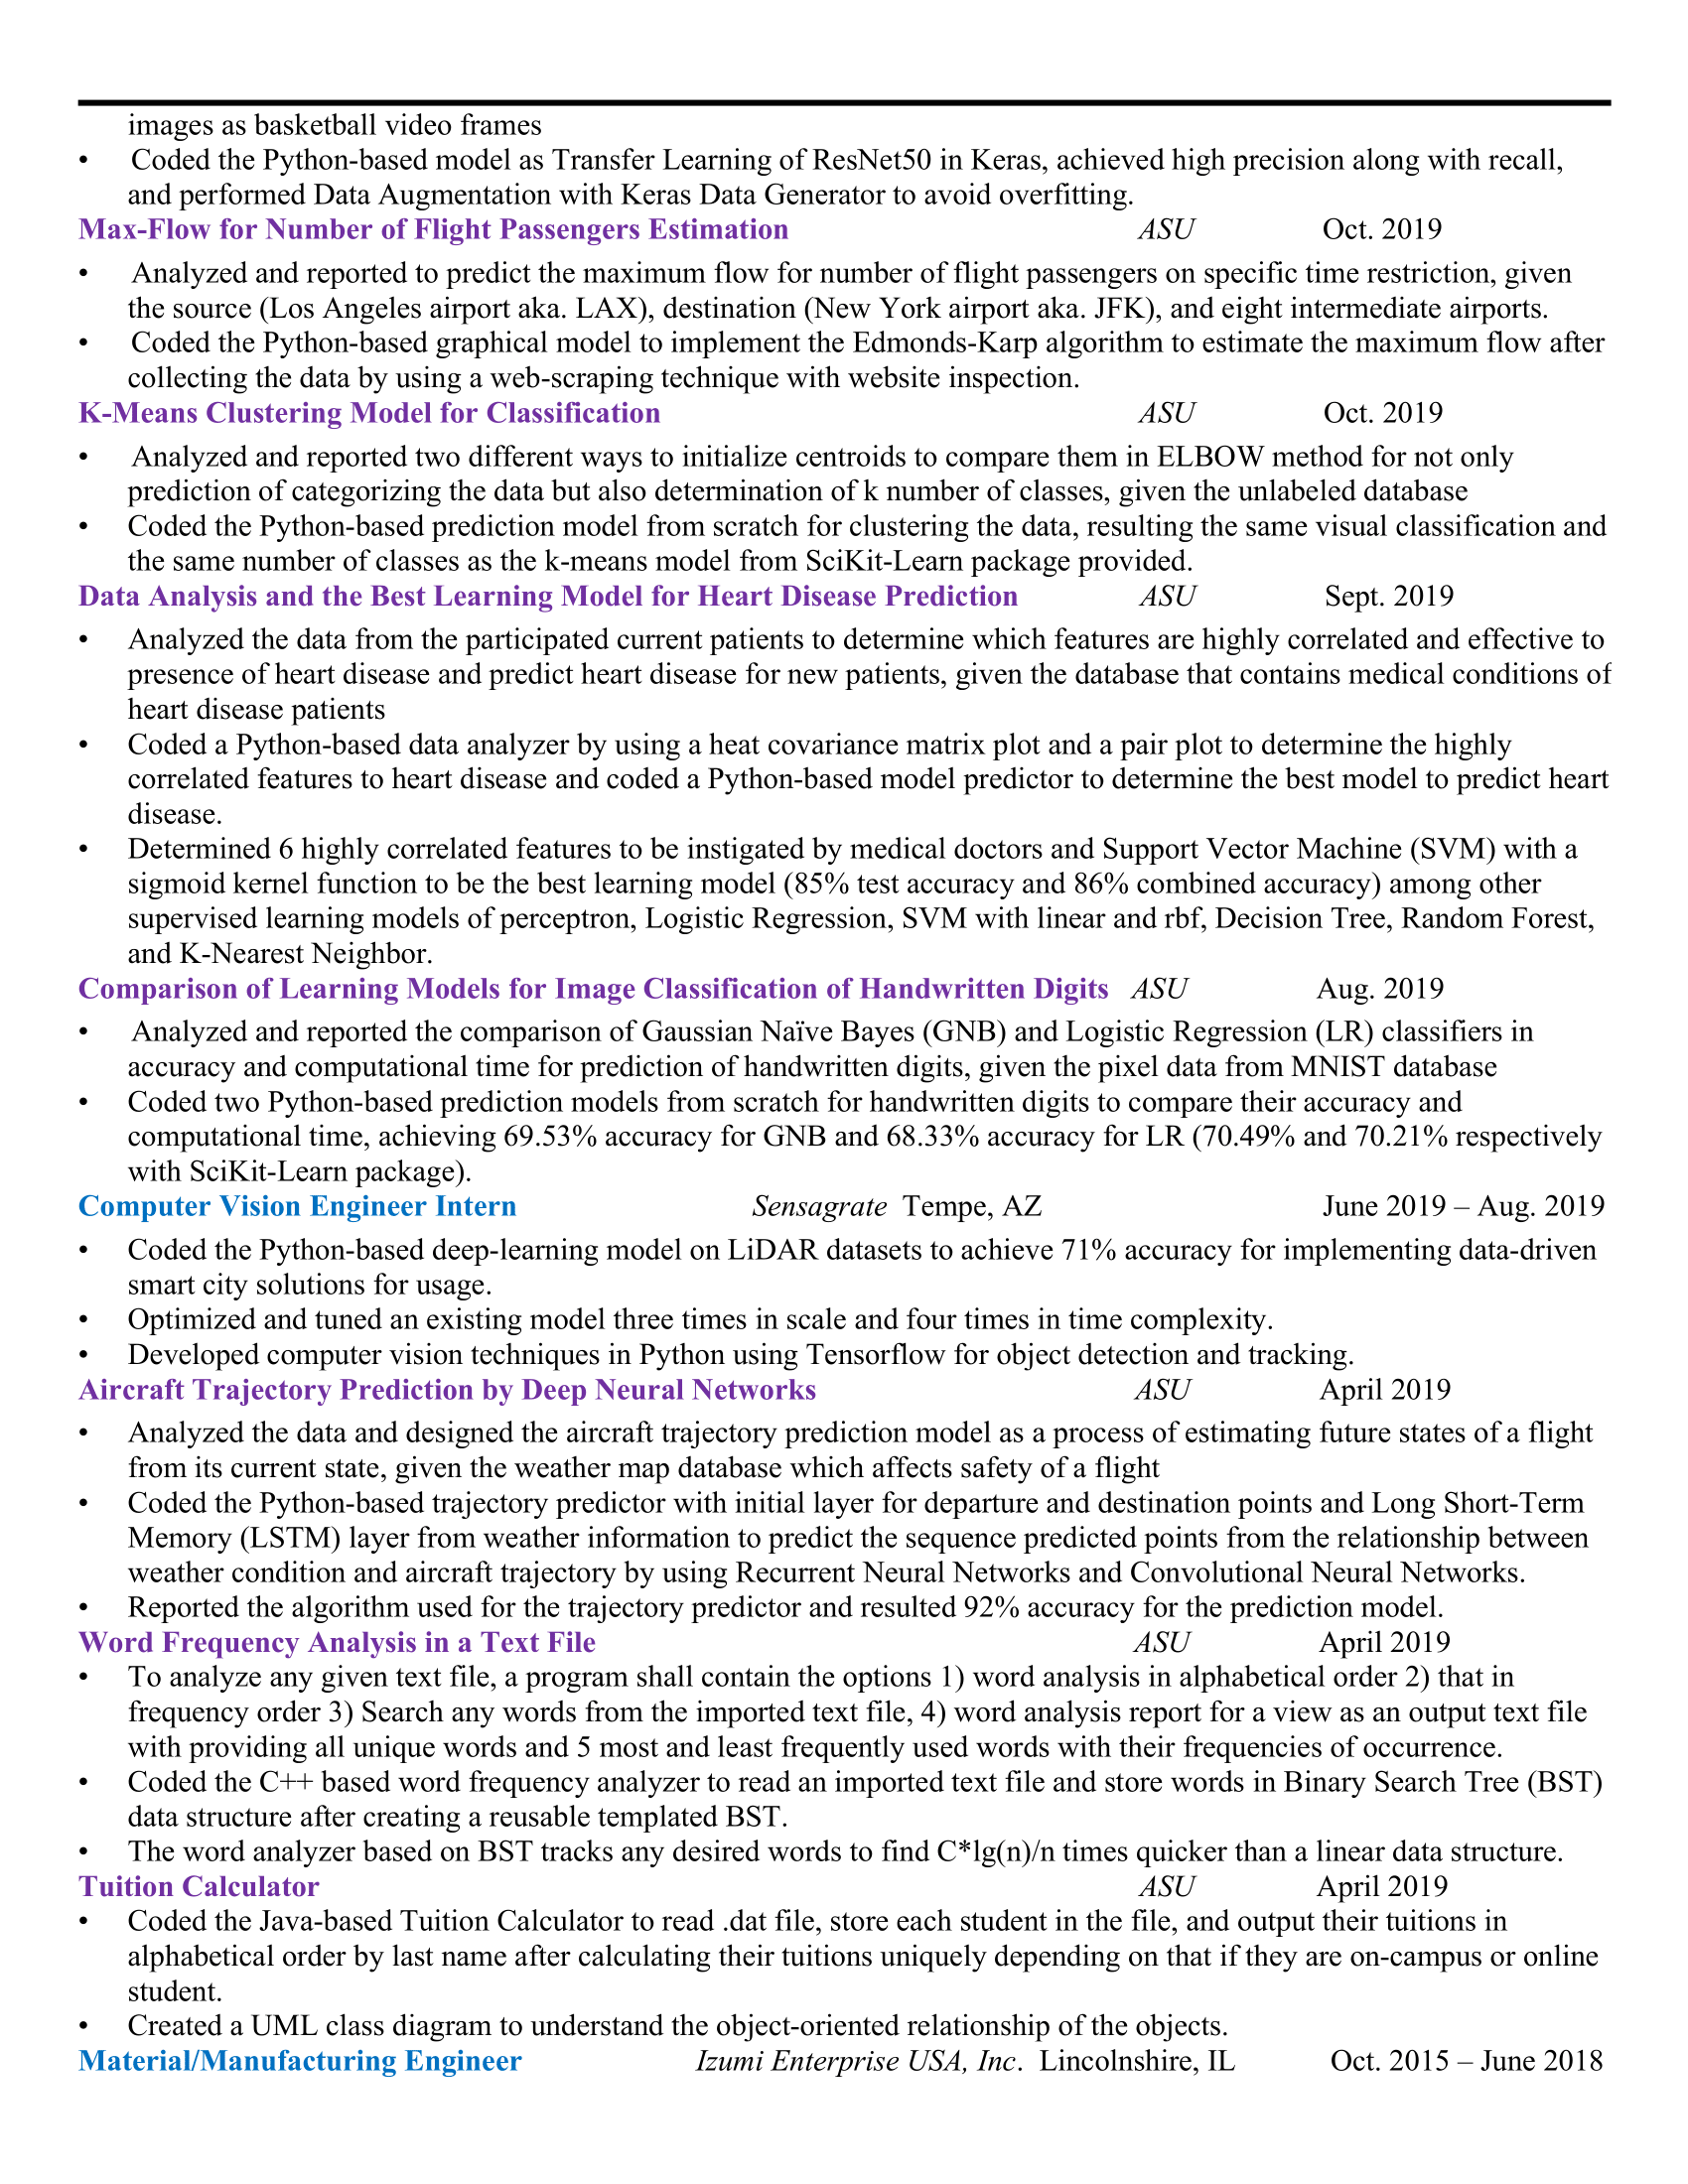 images as basketball video frames
• Coded the Python-based model as Transfer Learning of ResNet50 in Keras, achieved high precision along with recall,
and performed Data Augmentation with Keras Data Generator to avoid overfitting.
Max-Flow for Number of Flight Passengers Estimation ASU Oct. 2019
• Analyzed and reported to predict the maximum flow for number of flight passengers on specific time restriction, given
the source (Los Angeles airport aka. LAX), destination (New York airport aka. JFK), and eight intermediate airports.
• Coded the Python-based graphical model to implement the Edmonds-Karp algorithm to estimate the maximum flow after
collecting the data by using a web-scraping technique with website inspection.
K-Means Clustering Model for Classification ASU Oct. 2019
• Analyzed and reported two different ways to initialize centroids to compare them in ELBOW method for not only
prediction of categorizing the data but also determination of k number of classes, given the unlabeled database
• Coded the Python-based prediction model from scratch for clustering the data, resulting the same visual classification and
the same number of classes as the k-means model from SciKit-Learn package provided.
Data Analysis and the Best Learning Model for Heart Disease Prediction ASU Sept. 2019
• Analyzed the data from the participated current patients to determine which features are highly correlated and effective to
presence of heart disease and predict heart disease for new patients, given the database that contains medical conditions of
heart disease patients
• Coded a Python-based data analyzer by using a heat covariance matrix plot and a pair plot to determine the highly
correlated features to heart disease and coded a Python-based model predictor to determine the best model to predict heart
disease.
• Determined 6 highly correlated features to be instigated by medical doctors and Support Vector Machine (SVM) with a
sigmoid kernel function to be the best learning model (85% test accuracy and 86% combined accuracy) among other
supervised learning models of perceptron, Logistic Regression, SVM with linear and rbf, Decision Tree, Random Forest,
and K-Nearest Neighbor.
Comparison of Learning Models for Image Classification of Handwritten Digits ASU Aug. 2019
• Analyzed and reported the comparison of Gaussian Naïve Bayes (GNB) and Logistic Regression (LR) classifiers in
accuracy and computational time for prediction of handwritten digits, given the pixel data from MNIST database
• Coded two Python-based prediction models from scratch for handwritten digits to compare their accuracy and
computational time, achieving 69.53% accuracy for GNB and 68.33% accuracy for LR (70.49% and 70.21% respectively
with SciKit-Learn package).
Computer Vision Engineer Intern Sensagrate Tempe, AZ June 2019 – Aug. 2019
• Coded the Python-based deep-learning model on LiDAR datasets to achieve 71% accuracy for implementing data-driven
smart city solutions for usage.
• Optimized and tuned an existing model three times in scale and four times in time complexity.
• Developed computer vision techniques in Python using Tensorflow for object detection and tracking.
Aircraft Trajectory Prediction by Deep Neural Networks ASU April 2019
• Analyzed the data and designed the aircraft trajectory prediction model as a process of estimating future states of a flight
from its current state, given the weather map database which affects safety of a flight
• Coded the Python-based trajectory predictor with initial layer for departure and destination points and Long Short-Term
Memory (LSTM) layer from weather information to predict the sequence predicted points from the relationship between
weather condition and aircraft trajectory by using Recurrent Neural Networks and Convolutional Neural Networks.
• Reported the algorithm used for the trajectory predictor and resulted 92% accuracy for the prediction model.
Word Frequency Analysis in a Text File ASU April 2019
• To analyze any given text file, a program shall contain the options 1) word analysis in alphabetical order 2) that in
frequency order 3) Search any words from the imported text file, 4) word analysis report for a view as an output text file
with providing all unique words and 5 most and least frequently used words with their frequencies of occurrence.
• Coded the C++ based word frequency analyzer to read an imported text file and store words in Binary Search Tree (BST)
data structure after creating a reusable templated BST.
• The word analyzer based on BST tracks any desired words to find C*lg(n)/n times quicker than a linear data structure.
Tuition Calculator ASU April 2019
• Coded the Java-based Tuition Calculator to read .dat file, store each student in the file, and output their tuitions in
alphabetical order by last name after calculating their tuitions uniquely depending on that if they are on-campus or online
student.
• Created a UML class diagram to understand the object-oriented relationship of the objects.
Material/Manufacturing Engineer Izumi Enterprise USA, Inc. Lincolnshire, IL Oct. 2015 – June 2018